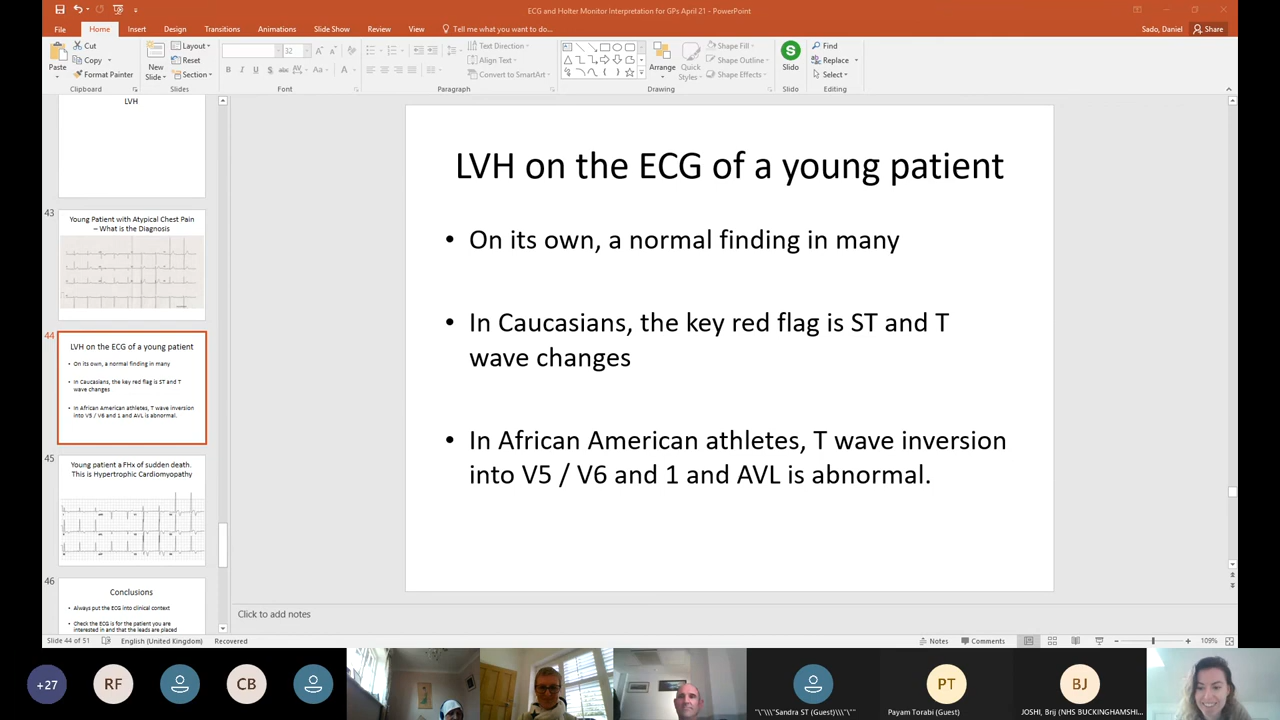 ECG and Holter Monitor Interpretation for GPs April 21 - PowerPoint
File Home Insert Design Transitions Animations Slide Show Review View Tell me what you want to do... Sado, Daniel Share
Paste Cut Copy Format Painter
New Slide Layout Reset Section
32
B I U S abc AV Aa A
Text Direction Align Text Convert to SmartArt
Arrange Quick Styles Shape Fill Shape Outline Shape Effects
S Slido
Find Replace Select
Clipboard Slides Font Paragraph Drawing Slido Editing
LVH
43
Young Patient with Atypical Chest Pain
– What is the Diagnosis
44
LVH on the ECG of a young patient
• On its own, a normal finding in many
• In Caucasians, the key red flag is ST and T
wave changes
• In African American athletes, T wave inversion
into V5 / V6 and 1 and AVL is abnormal.
45
Young patient a FHx of sudden death.
This is Hypertrophic Cardiomyopathy
46
Conclusions
• Always put the ECG into clinical context
• Check the ECG is for the patient you are
interested in and that the leads are placed
LVH on the ECG of a young patient
• On its own, a normal finding in many
• In Caucasians, the key red flag is ST and T
wave changes
• In African American athletes, T wave inversion
into V5 / V6 and 1 and AVL is abnormal.
Click to add notes
Slide 44 of 51 English (United Kingdom) Recovered Notes Comments 109%
+27 RF CB PT BJ
"\"\\\"Sandra ST (Guest)\\\"\"" Payam Torabi (Guest) JOSHI, Brij (NHS BUCKINGHAMSHI...